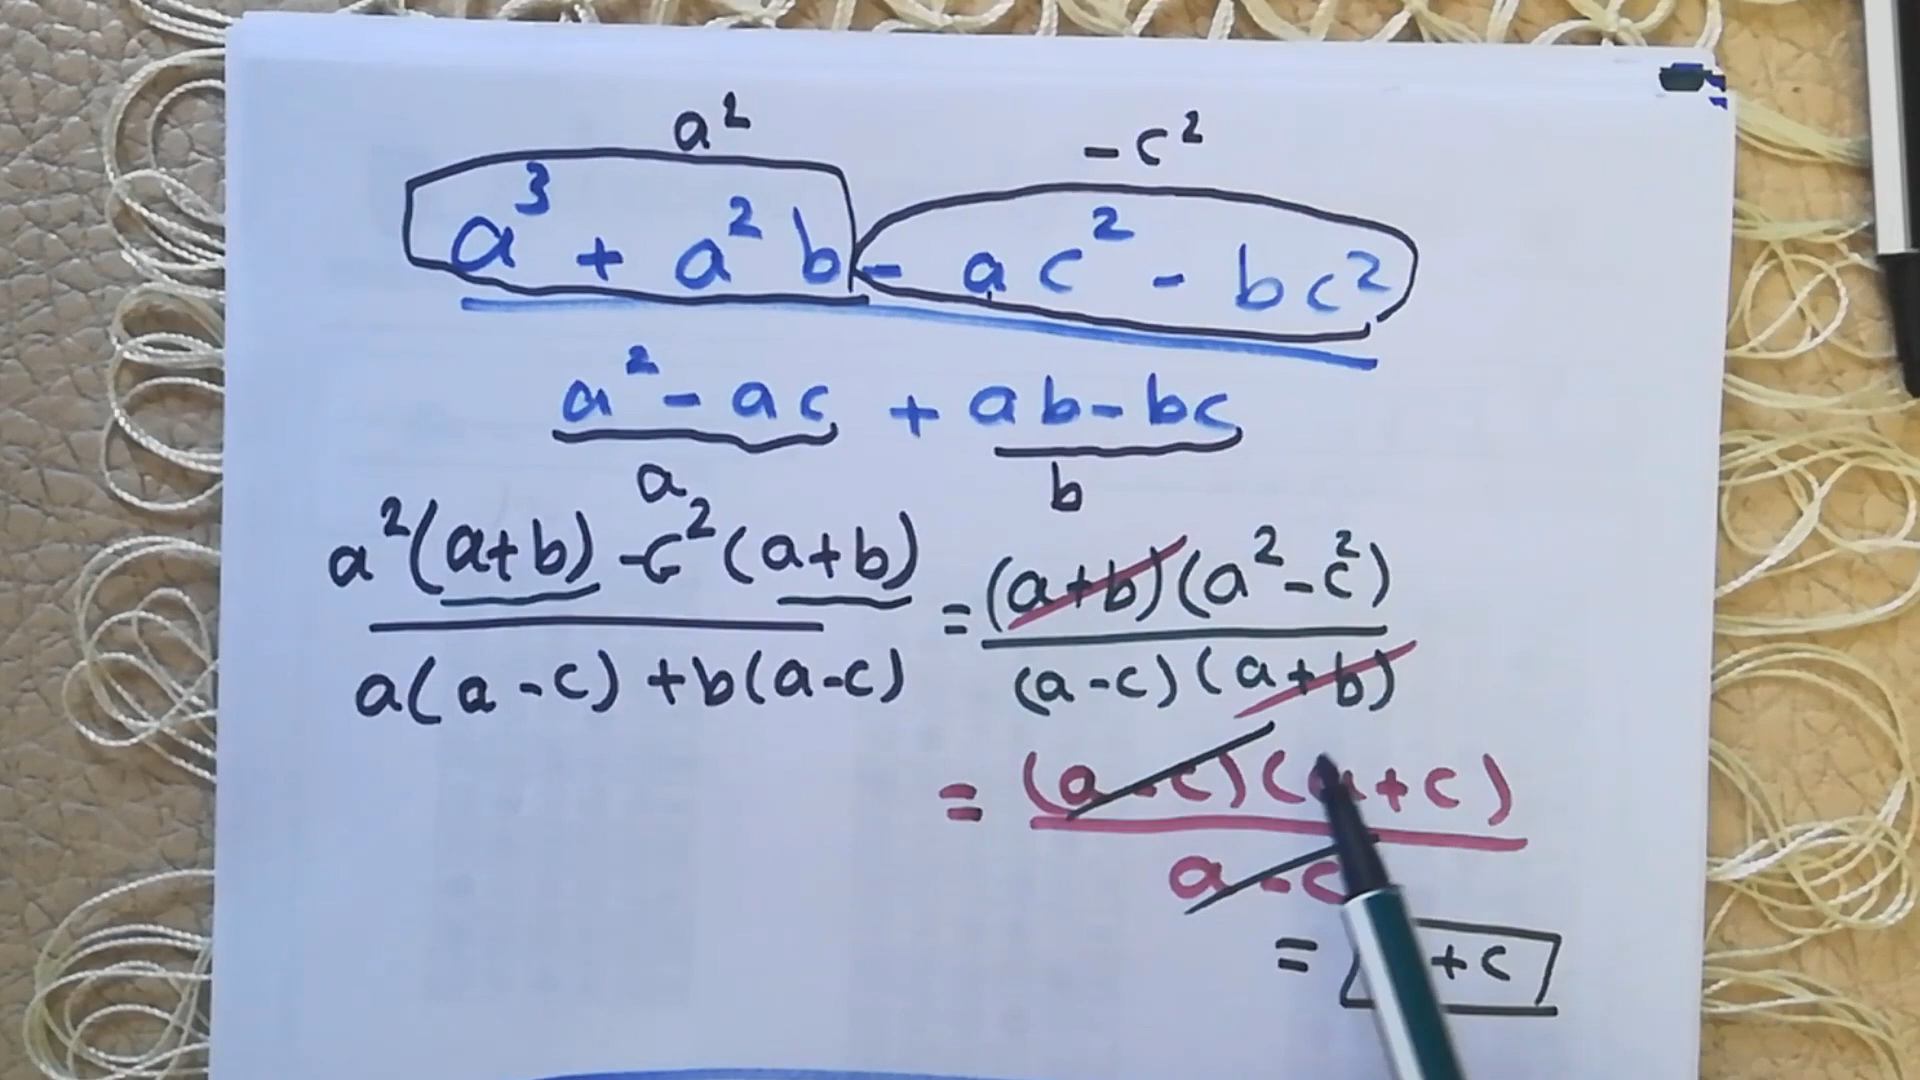 a² -c²
a³ + a²b - ac² - bc²
a² - ac + ab - bc
a b
a²(a+b) -c²(a+b) = (a+b)(a²-c²)
a(a-c) +b(a-c) (a-c)(a+b)
= (a-c)(a+c)
a-c
= +c